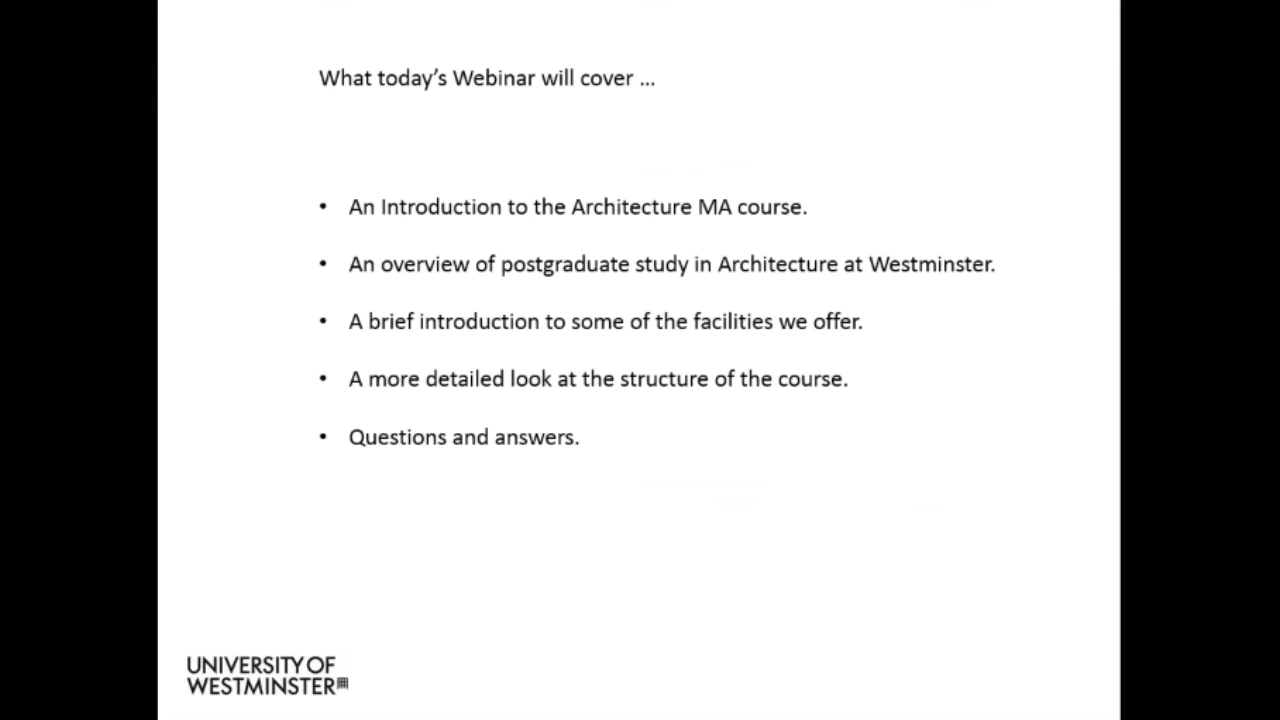 What today's Webinar will cover ...
• An Introduction to the Architecture MA course.
• An overview of postgraduate study in Architecture at Westminster.
• A brief introduction to some of the facilities we offer.
• A more detailed look at the structure of the course.
• Questions and answers.
UNIVERSITY OF
WESTMINSTER